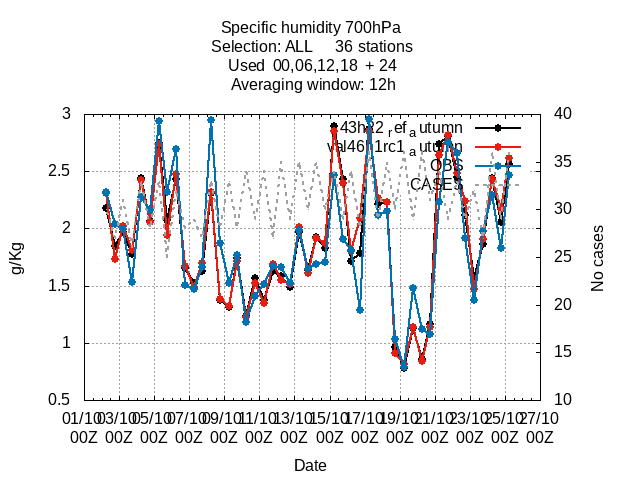 Specific humidity 700hPa
Selection: ALL 36 stations
Used 00,06,12,18 + 24
Averaging window: 12h
3
2.5
2
1.5
1
0.5
40
35
30
25
20
15
10
g/Kg
No cases
OBS
CASES
01/10 03/10 05/10 07/10 09/10 11/10 13/10 15/10 17/10 19/10 21/10 23/10 25/10 27/10
00Z 00Z 00Z 00Z 00Z 00Z 00Z 00Z 00Z 00Z 00Z 00Z 00Z 00Z
Date